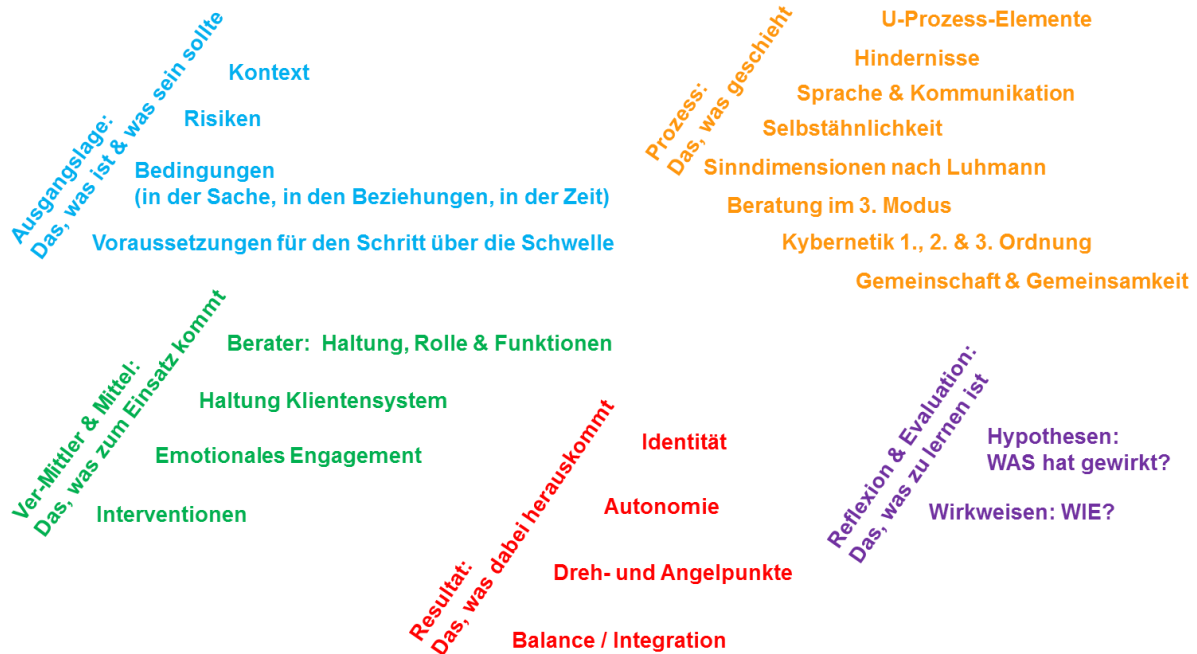 Ausgangslage:
Das, was ist & was sein sollte
Kontext
Risiken
Bedingungen
(in der Sache, in den Beziehungen, in der Zeit)
Voraussetzungen für den Schritt über die Schwelle
Prozess:
Das, was geschieht
U-Prozess-Elemente
Hindernisse
Sprache & Kommunikation
Selbstähnlichkeit
Sinndimensionen nach Luhmann
Beratung im 3. Modus
Kybernetik 1., 2. & 3. Ordnung
Gemeinschaft & Gemeinsamkeit
Ver-Mittler & Mittel:
Das, was zum Einsatz kommt
Berater: Haltung, Rolle & Funktionen
Haltung Klientensystem
Emotionales Engagement
Interventionen
Resultat:
Das, was dabei herauskommt
Identität
Autonomie
Dreh- und Angelpunkte
Balance / Integration
Reflexion & Evaluation:
Das, was zu lernen ist
Hypothesen:
WAS hat gewirkt?
Wirkweisen: WIE?